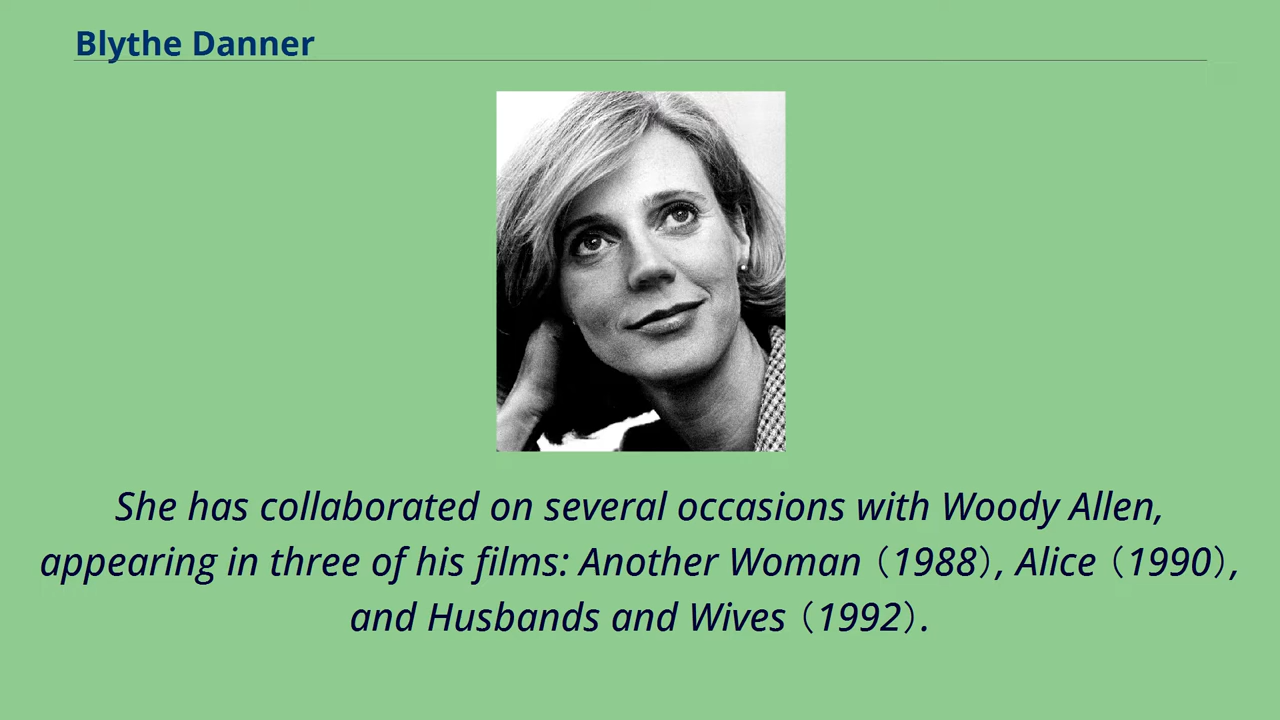 Blythe Danner
She has collaborated on several occasions with Woody Allen,
appearing in three of his films: Another Woman (1988), Alice (1990),
and Husbands and Wives (1992).